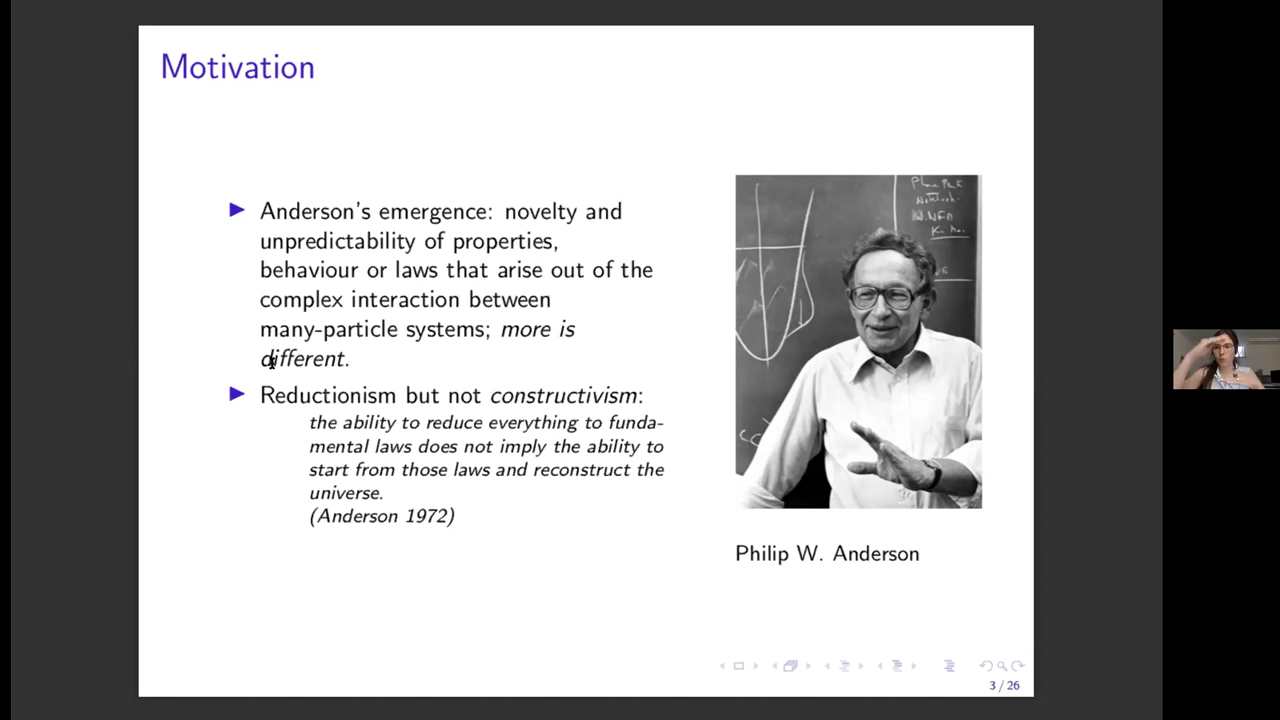 Motivation
▶ Anderson's emergence: novelty and
unpredictability of properties,
behaviour or laws that arise out of the
complex interaction between
many-particle systems; more is
different.
▶ Reductionism but not constructivism:
the ability to reduce everything to funda-
mental laws does not imply the ability to
start from those laws and reconstruct the
universe.
(Anderson 1972)
Philip W. Anderson
3 / 26